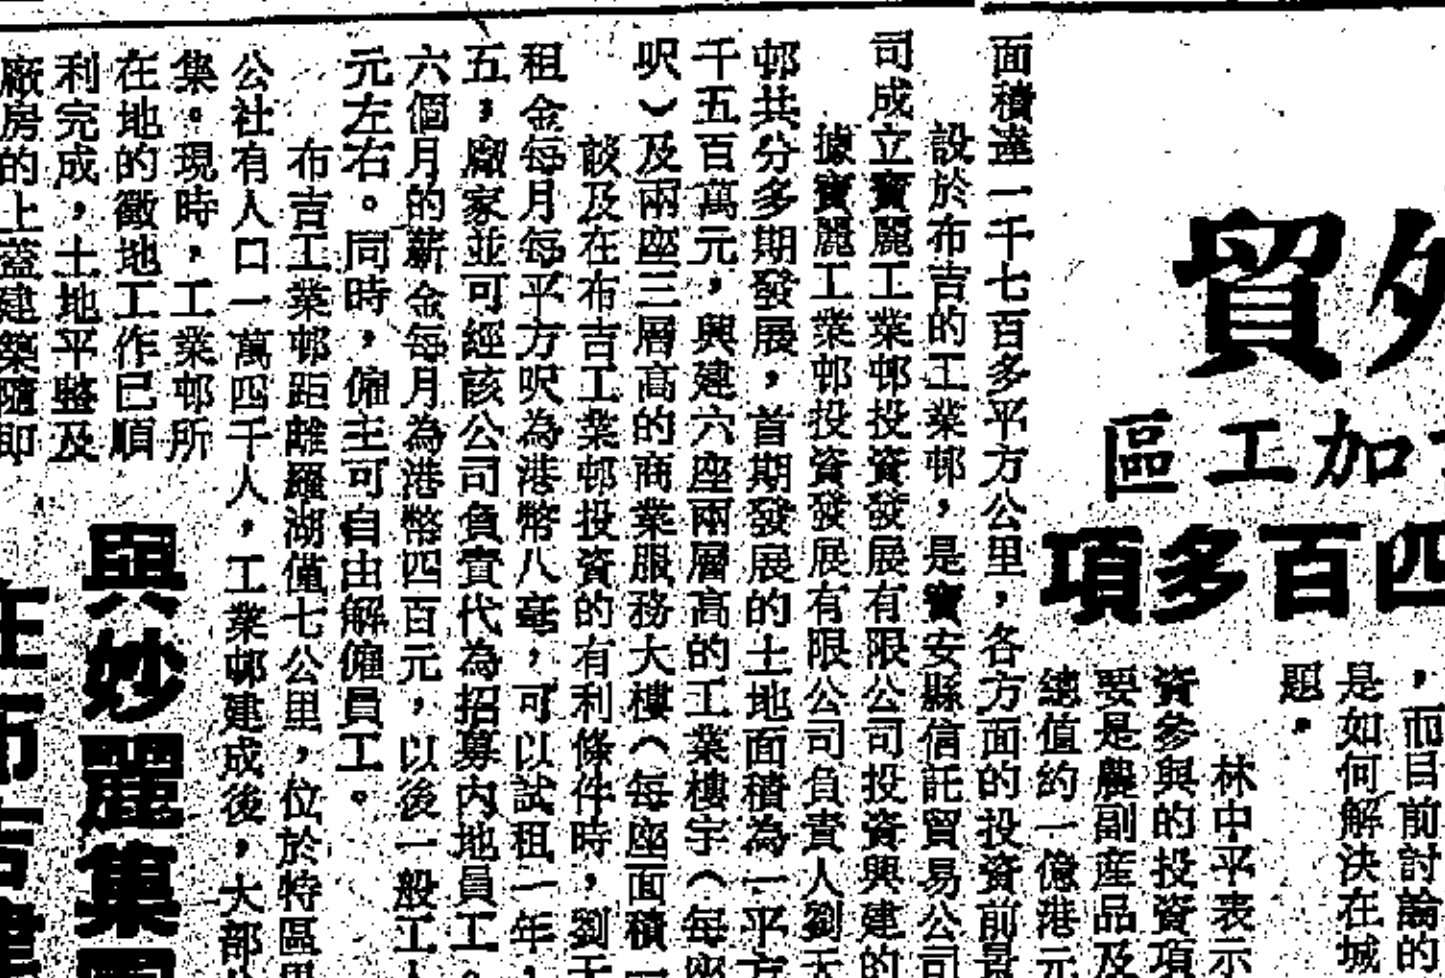 外貿
加工區
四百多項
，而目前討論的
是如何解決在城
題。
林中平表示
資參與的投資項
要是農副産品及
總值約一億港元
面積達一千七百多平方公里，各方面的投資前景
設於布吉的工業邨，是寶安縣信託貿易公司
司成立寶麗工業邨投資發展有限公司投資興建的
據寶麗工業邨投資發展有限公司負責人劉天
邨共分多期發展，首期發展的土地面積為一平方
千五百萬元，興建六座兩層高的工業樓宇（每座
呎）及兩座三層高的商業服務大樓（每座面積一
談及在布吉工業邨投資的有利條件時，劉天
租金每月每平方呎為港幣八毫，可以試租一年，
五，廠家並可經該公司負責代為招募內地員工。
六個月的薪金每月為港幣四百元，以後一般工人
元左右。同時，僱主可自由解僱員工。
布吉工業邨距離羅湖僅七公里，位於特區
公社有人口一萬四千人，工業邨建成後，大部
集。現時，工業邨所
在地的徵地工作已順
利完成，土地平整及
廠房的上蓋建築隨即
與妙麗集團
在布吉建